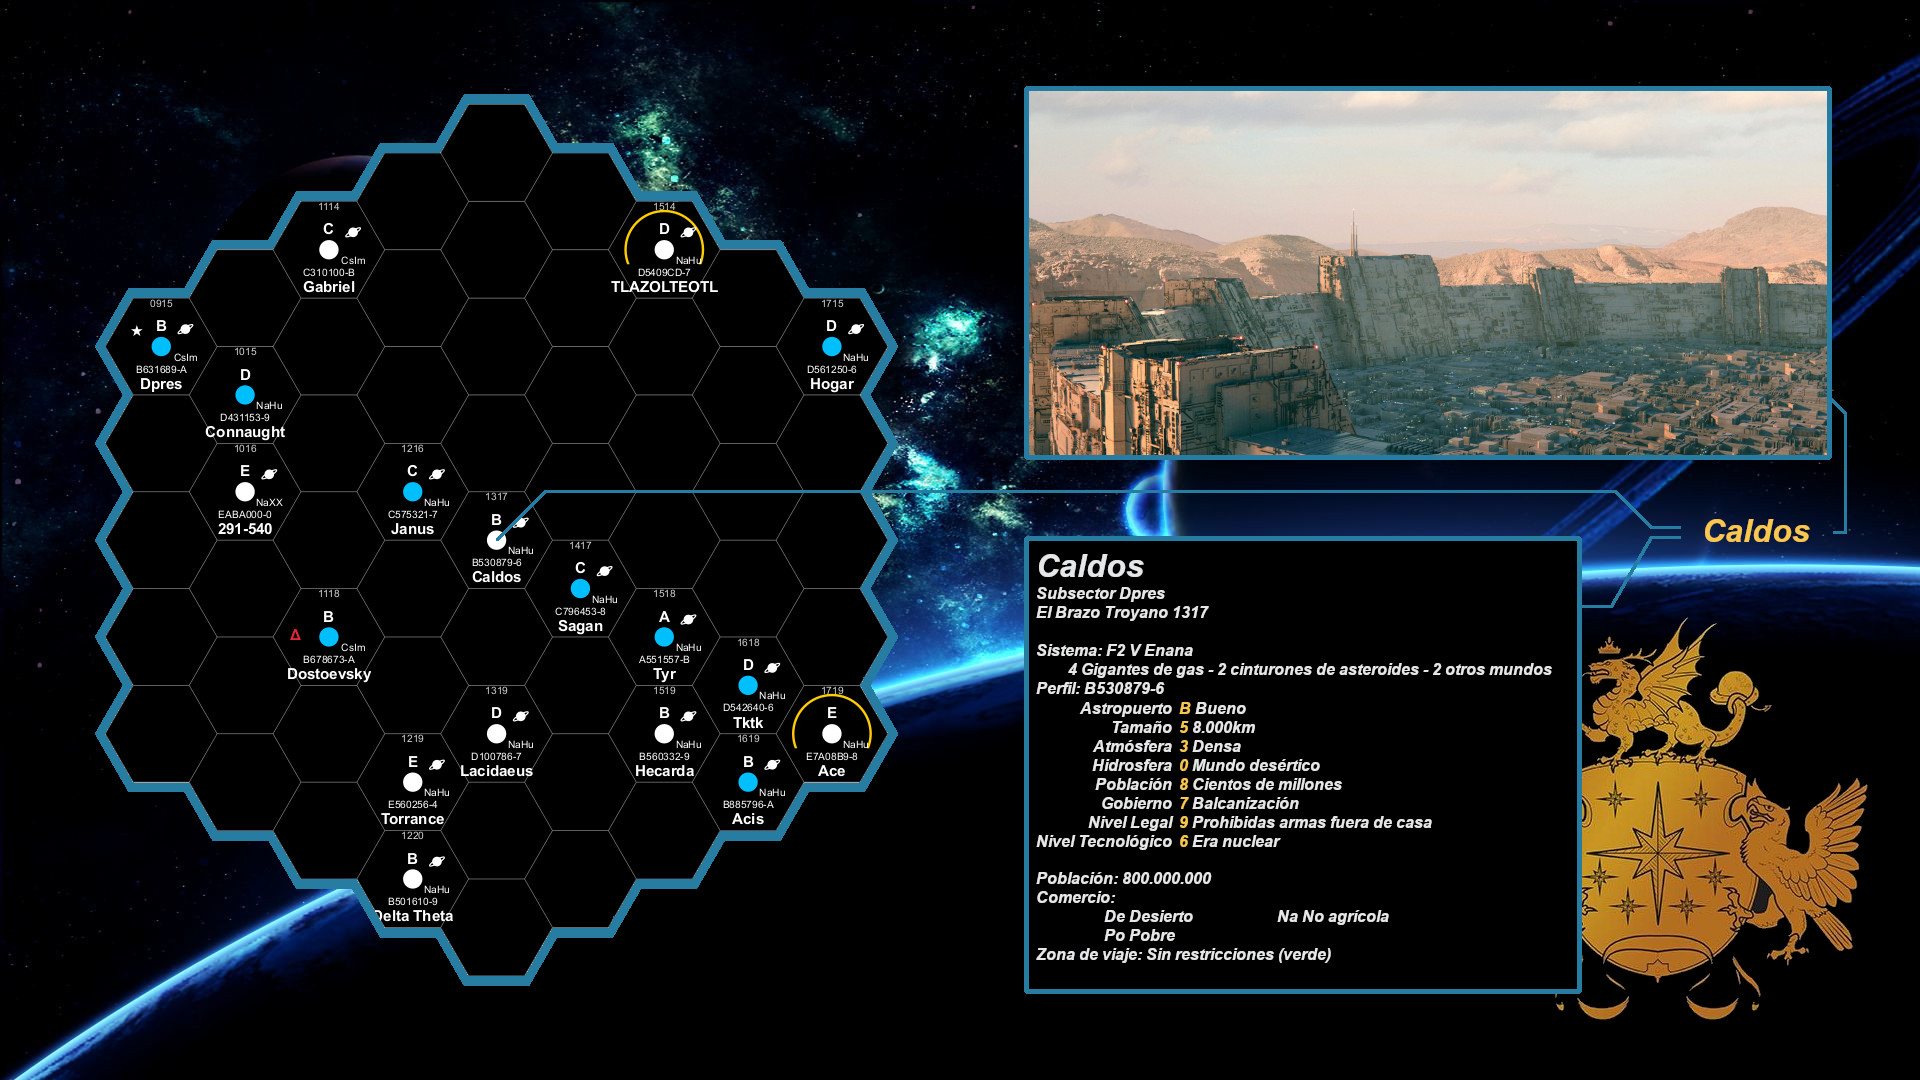 1114
C
CsIm
C310100-B
Gabriel
1514
D
NaHu
D5409CD-7
TLAZOLTEOTL
0915
B
CsIm
B631689-A
Dpres
1715
D
NaHu
D561250-6
Hogar
1015
D
NaHu
D431153-9
Connaught
1016
E
NaXX
EABA000-0
291-540
1216
C
NaHu
C575321-7
Janus
1317
B
NaHu
B530879-6
Caldos
1417
C
NaHu
C796453-8
Sagan
1118
B
Δ
CsIm
B678673-A
Dostoevsky
1518
A
NaHu
A551557-B
Tyr
1618
D
NaHu
D542640-6
Tktk
1319
D
NaHu
D100786-7
Lacidaeus
1519
B
NaHu
B560332-9
Hecarda
1719
E
NaHu
E7A08B9-8
Ace
1219
E
NaHu
E560256-4
Torrance
1619
B
NaHu
B885796-A
Acis
1220
B
NaHu
B501610-9
Delta Theta
Caldos
Caldos
Subsector Dpres
El Brazo Troyano 1317
Sistema: F2 V Enana
4 Gigantes de gas - 2 cinturones de asteroides - 2 otros mundos
Perfil: B530879-6
Astropuerto B Bueno
Tamaño 5 8.000km
Atmósfera 3 Densa
Hidrosfera 0 Mundo desértico
Población 8 Cientos de millones
Gobierno 7 Balcanización
Nivel Legal 9 Prohibidas armas fuera de casa
Nivel Tecnológico 6 Era nuclear
Población: 800.000.000
Comercio:
De Desierto Na No agrícola
Po Pobre
Zona de viaje: Sin restricciones (verde)